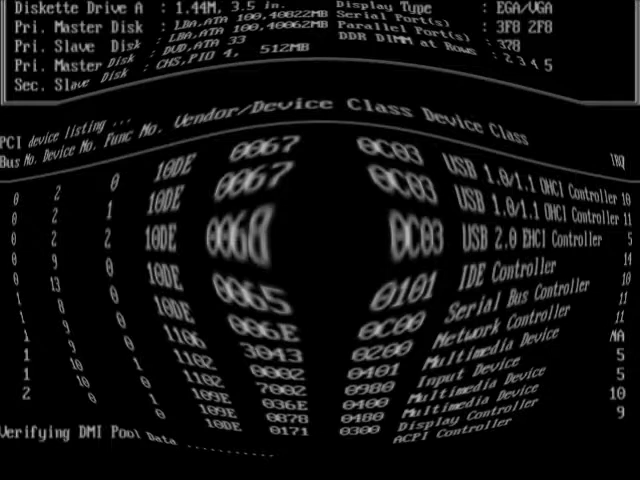 Diskette Drive A : 1.44M, 3.5 in. Display Type : EGA/VGA
Pri. Master Disk : LBA,ATA 100,40822MB Serial Port(s) : 3F8 2F8
Pri. Slave Disk : LBA,ATA 100,40062MB Parallel Port(s) : 378
Pri. Master Disk : DVD,ATA 33 DDR DIMM at Rows : 2 3 4 5
Sec. Slave Disk : CHS,PIO 4, 512MB
PCI device listing ...
Bus No. Device No. Func No. Vendor/Device Class Device Class IRQ
0 2 0 10DE 0067 0C03 USB 1.0/1.1 OHCI Controller 10
0 2 1 10DE 0067 0C03 USB 1.0/1.1 OHCI Controller 11
0 2 2 10DE 0068 0C03 USB 2.0 EHCI Controller 5
0 9 0 10DE 0065 0101 IDE Controller 14
0 13 0 10DE 006E 0C00 Serial Bus Controller 10
1 8 0 1106 3043 0200 Network Controller 11
1 9 0 1102 0002 0401 Multimedia Device 11
1 9 1 1102 7002 0980 Input Device NA
1 10 0 109E 036E 0400 Multimedia Device 5
1 10 1 109E 0878 0480 Multimedia Device 5
2 0 0 10DE 0171 0300 Display Controller 10
ACPI Controller 9
Verifying DMI Pool Data ............